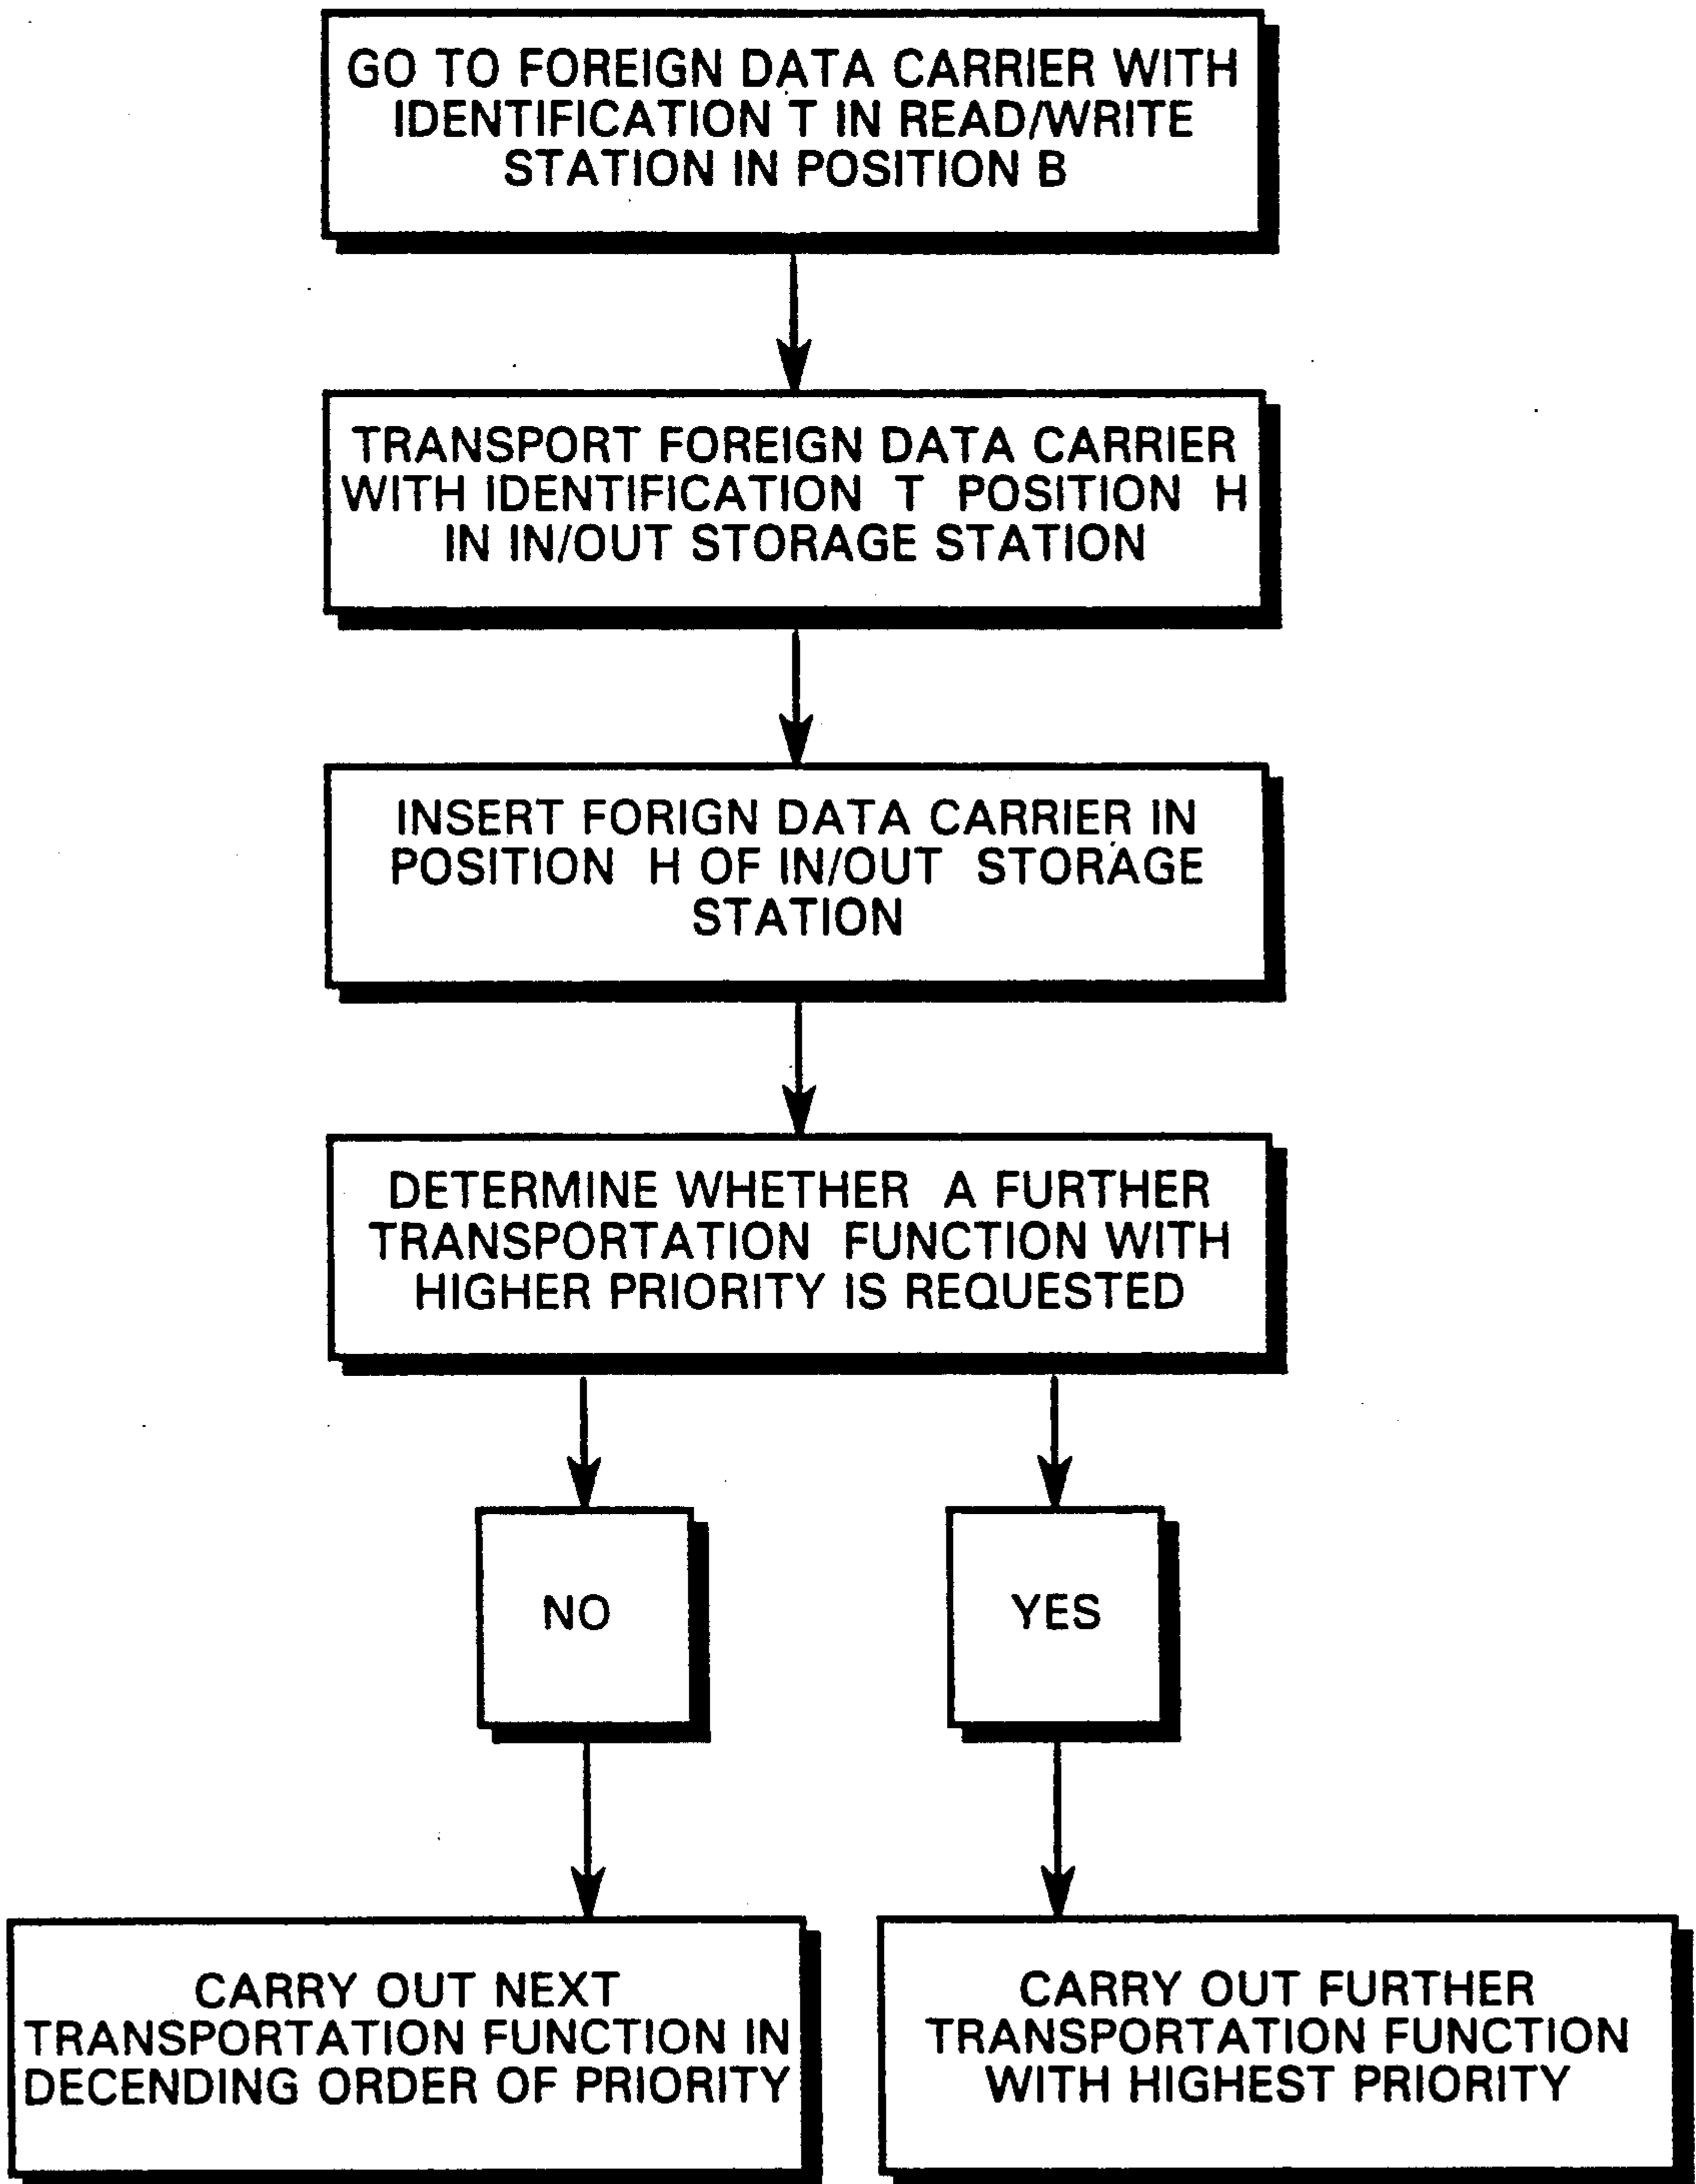 GO TO FOREIGN DATA CARRIER WITH
IDENTIFICATION T IN READ/WRITE
STATION IN POSITION B
TRANSPORT FOREIGN DATA CARRIER
WITH IDENTIFICATION T POSITION H
IN IN/OUT STORAGE STATION
INSERT FORIGN DATA CARRIER IN
POSITION H OF IN/OUT STORAGE
STATION
DETERMINE WHETHER A FURTHER
TRANSPORTATION FUNCTION WITH
HIGHER PRIORITY IS REQUESTED
NO
YES
CARRY OUT NEXT
TRANSPORTATION FUNCTION IN
DECENDING ORDER OF PRIORITY
CARRY OUT FURTHER
TRANSPORTATION FUNCTION
WITH HIGHEST PRIORITY